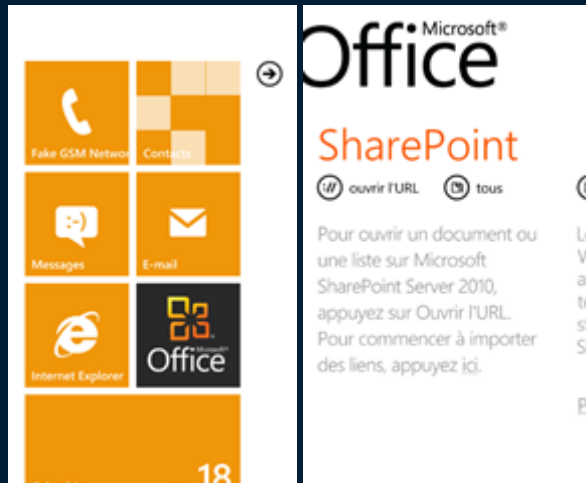 Fake GSM Networ
Contacts
Messages
E-mail
Internet Explorer
Microsoft®
Office
18
Microsoft®
Office
SharePoint
ouvrir l'URL
tous
Pour ouvrir un document ou
une liste sur Microsoft
SharePoint Server 2010,
appuyez sur Ouvrir l'URL.
Pour commencer à importer
des liens, appuyez ici.